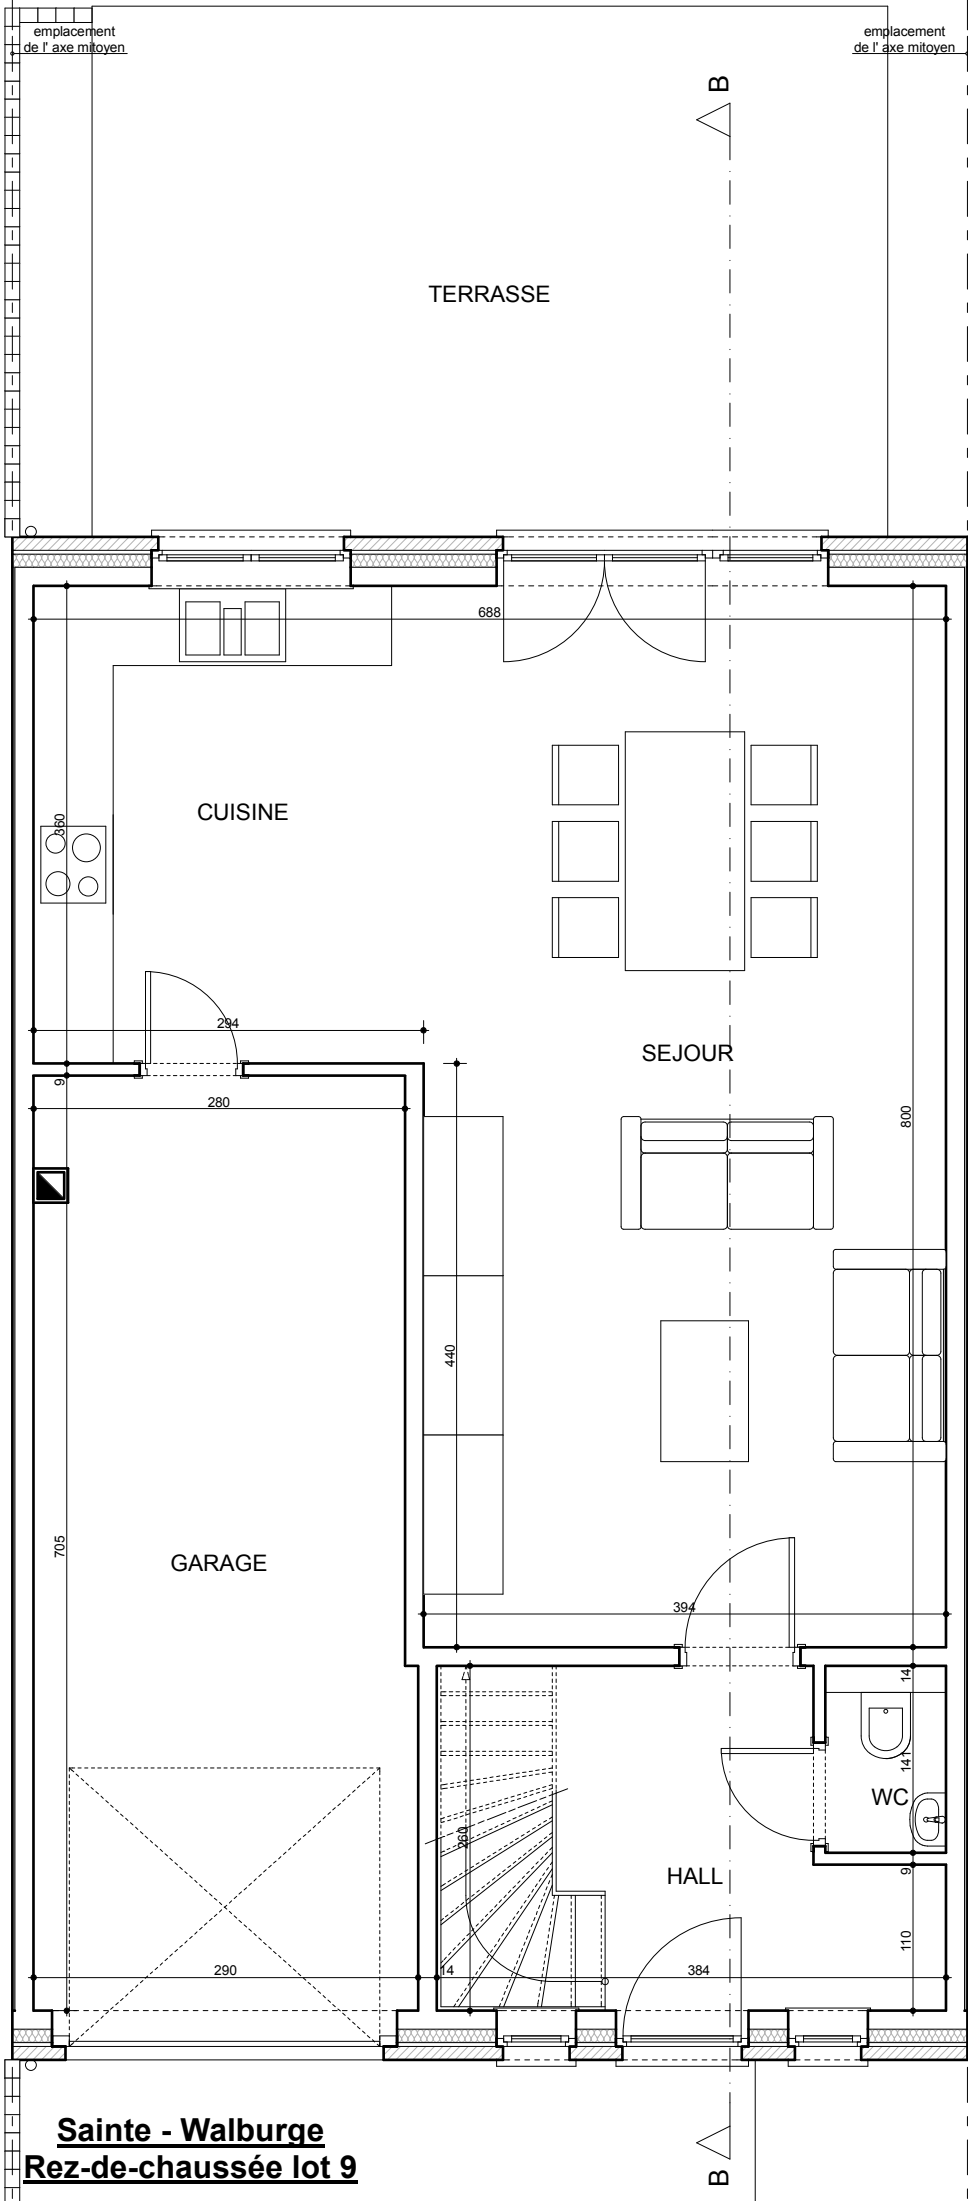 emplacement
de l' axe mitoyen
emplacement
de l' axe mitoyen
B
TERRASSE
688
CUISINE
360
294
SEJOUR
9
280
800
440
705
GARAGE
394
14
141
WC
260
HALL
9
110
290
14
384
Sainte - Walburge
Rez-de-chaussée lot 9
B